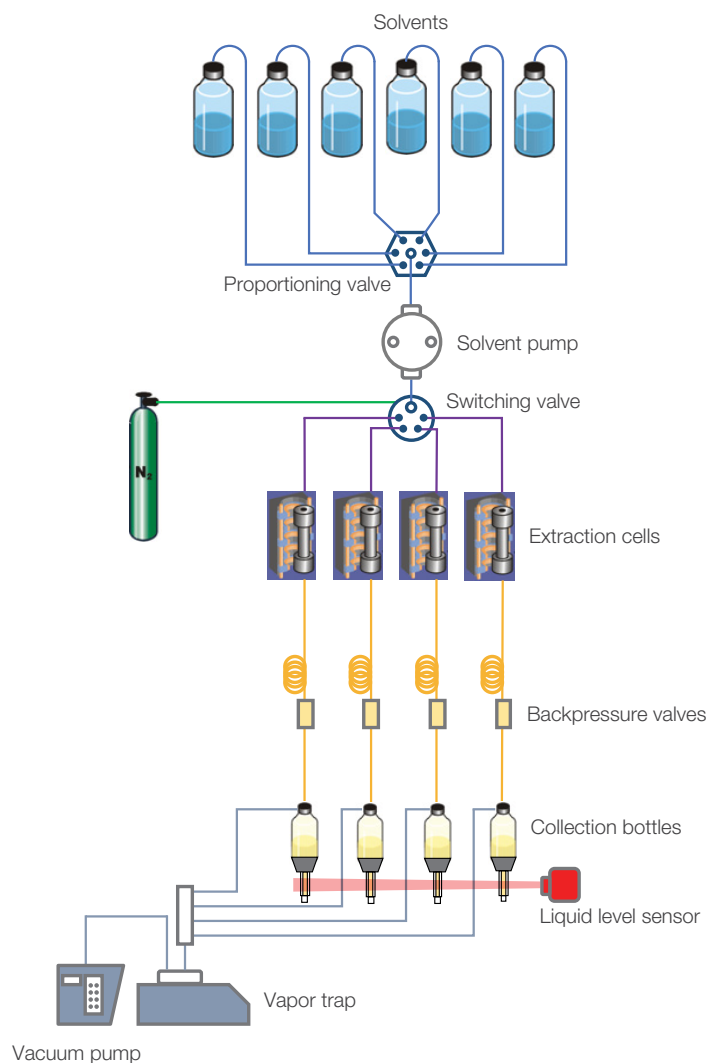 Solvents
Proportioning valve
Solvent pump
Switching valve
N₂
Extraction cells
Backpressure valves
Collection bottles
Liquid level sensor
Vapor trap
Vacuum pump